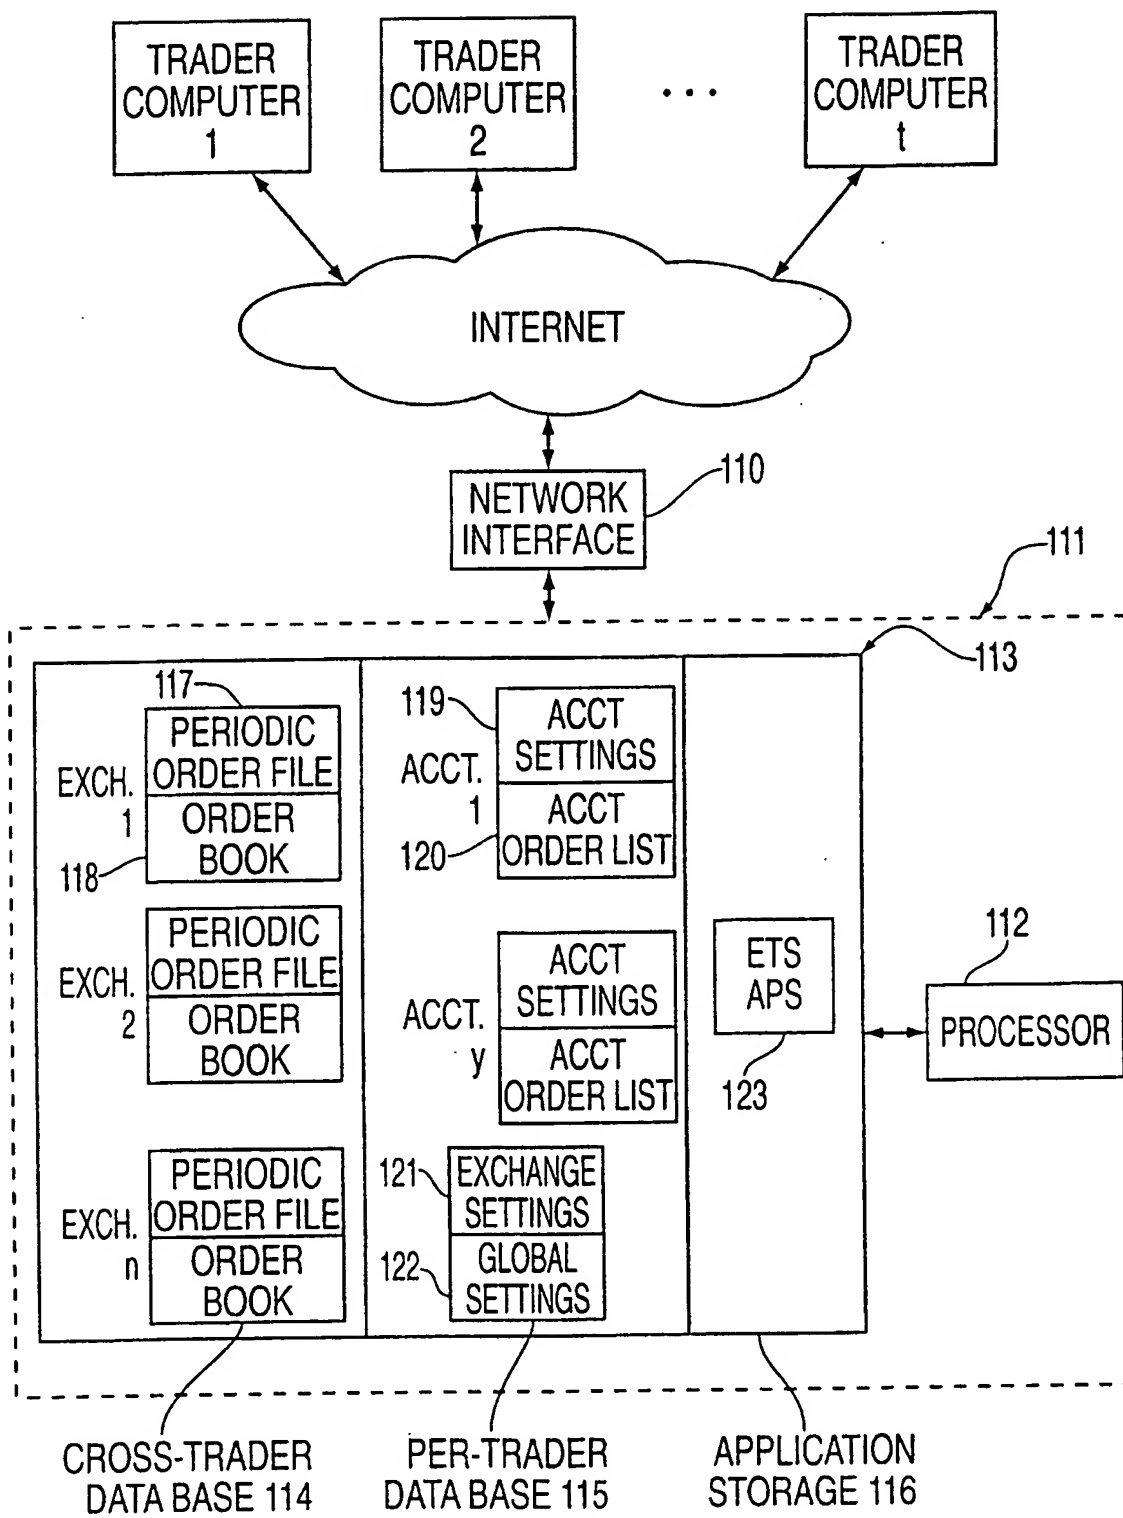 TRADER
COMPUTER
1
TRADER
COMPUTER
2
. . .
TRADER
COMPUTER
t
INTERNET
110
NETWORK
INTERFACE
111
113
117
PERIODIC
ORDER FILE
EXCH.
1
ORDER
BOOK
118
PERIODIC
ORDER FILE
EXCH.
2
ORDER
BOOK
PERIODIC
ORDER FILE
EXCH.
n
ORDER
BOOK
119
ACCT
SETTINGS
ACCT.
1
ACCT
ORDER LIST
120
ACCT
SETTINGS
ACCT.
y
ACCT
ORDER LIST
121
EXCHANGE
SETTINGS
122
GLOBAL
SETTINGS
ETS
APS
123
112
PROCESSOR
CROSS-TRADER
DATA BASE 114
PER-TRADER
DATA BASE 115
APPLICATION
STORAGE 116